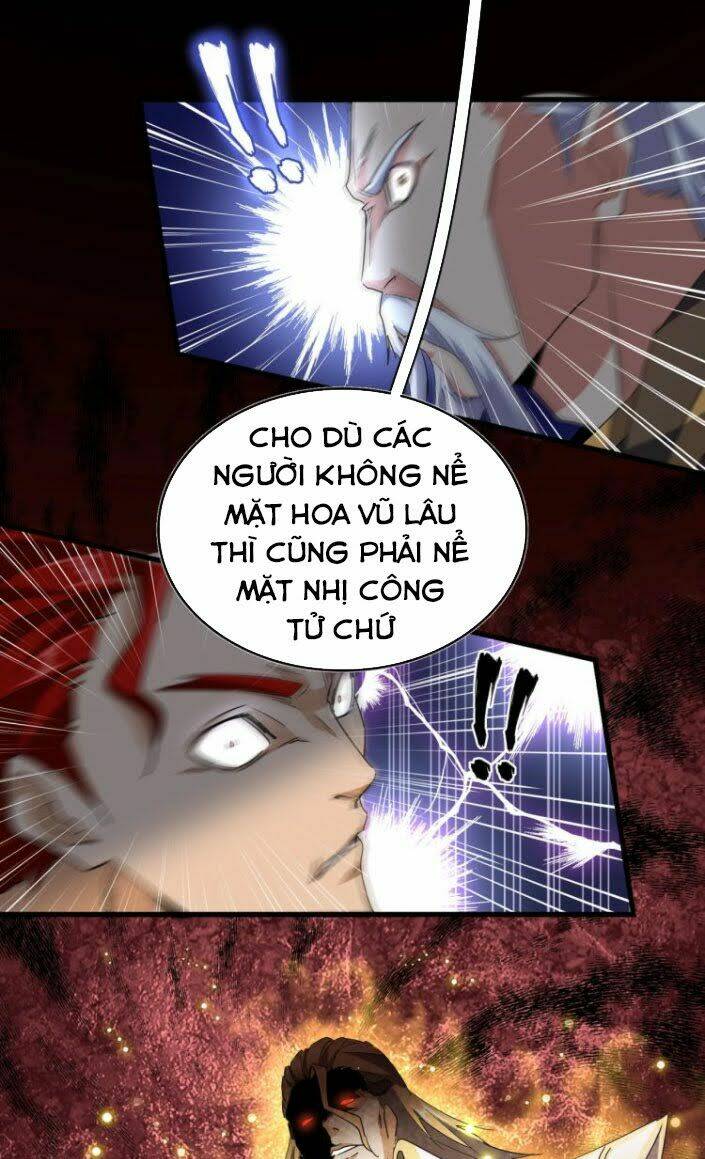 !!
CHO DÙ CÁC
NGƯỜI KHÔNG NỂ
MẶT HOA VŨ LÂU
THÌ CŨNG PHẢI NỂ
MẶT NHỊ CÔNG
TỬ CHỨ
!!